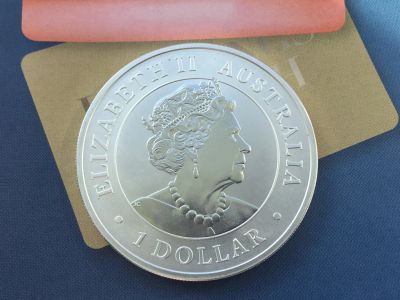 ELIZABETH II AUSTRALIA
• 1 DOLLAR •